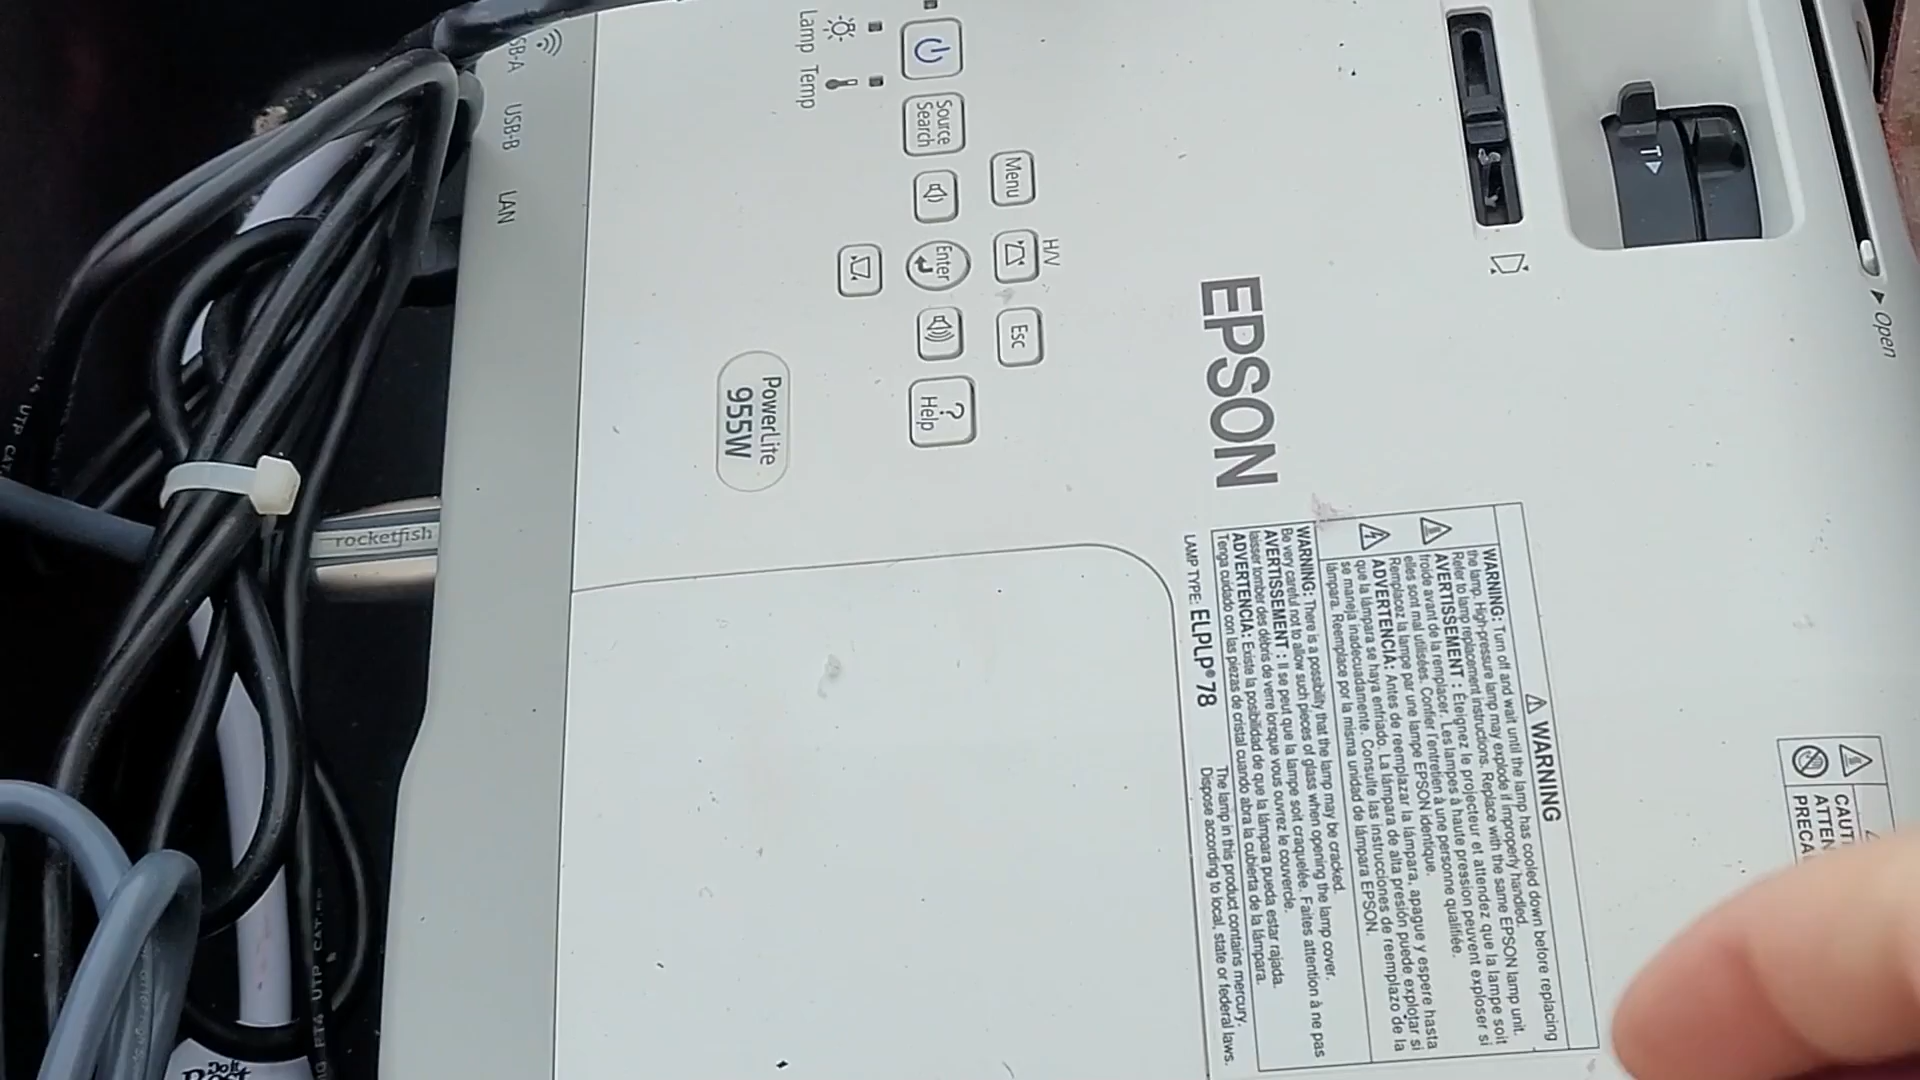 SB-A
USB-B
LAN
Lamp
Temp
Source
Search
Menu
H/V
Enter
Esc
Help
PowerLite
955W
EPSON
T
Open
rocketfish
WARNING
WARNING: Turn off and wait until the lamp has cooled down before replacing
the lamp. High-pressure lamp may explode if improperly handled.
Refer to lamp replacement instructions. Replace with the same EPSON lamp unit.
AVERTISSEMENT : Éteignez le projecteur et attendez que la lampe soit
froide avant de la remplacer. Les lampes à haute pression peuvent exploser si
elles sont mal utilisées. Confier l'entretien à une personne qualifiée.
Remplacez la lampe par une lampe EPSON identique.
ADVERTENCIA: Antes de reemplazar la lámpara, apague y espere hasta
que la lámpara se haya enfriado. La lámpara de alta presión puede explotar si
se maneja inadecuadamente. Consulte las instrucciones de reemplazo de la
lámpara. Reemplace por la misma unidad de lámpara EPSON.
WARNING: There is a possibility that the lamp may be cracked.
Be very careful not to allow such pieces of glass when opening the lamp cover.
AVERTISSEMENT : Il se peut que la lampe soit craquelée. Faites attention à ne pas
laisser tomber des débris de verre lorsque vous ouvrez le couvercle.
ADVERTENCIA: Existe la posibilidad de que la lámpara pueda estar rajada.
Tenga cuidado con las piezas de cristal cuando abra la cubierta de la lámpara.
LAMP TYPE: ELPLP® 78
The lamp in this product contains mercury.
Dispose according to local, state or federal laws.
CAUT
ATTEN
PRECA
UTP CAT
Do it
Best